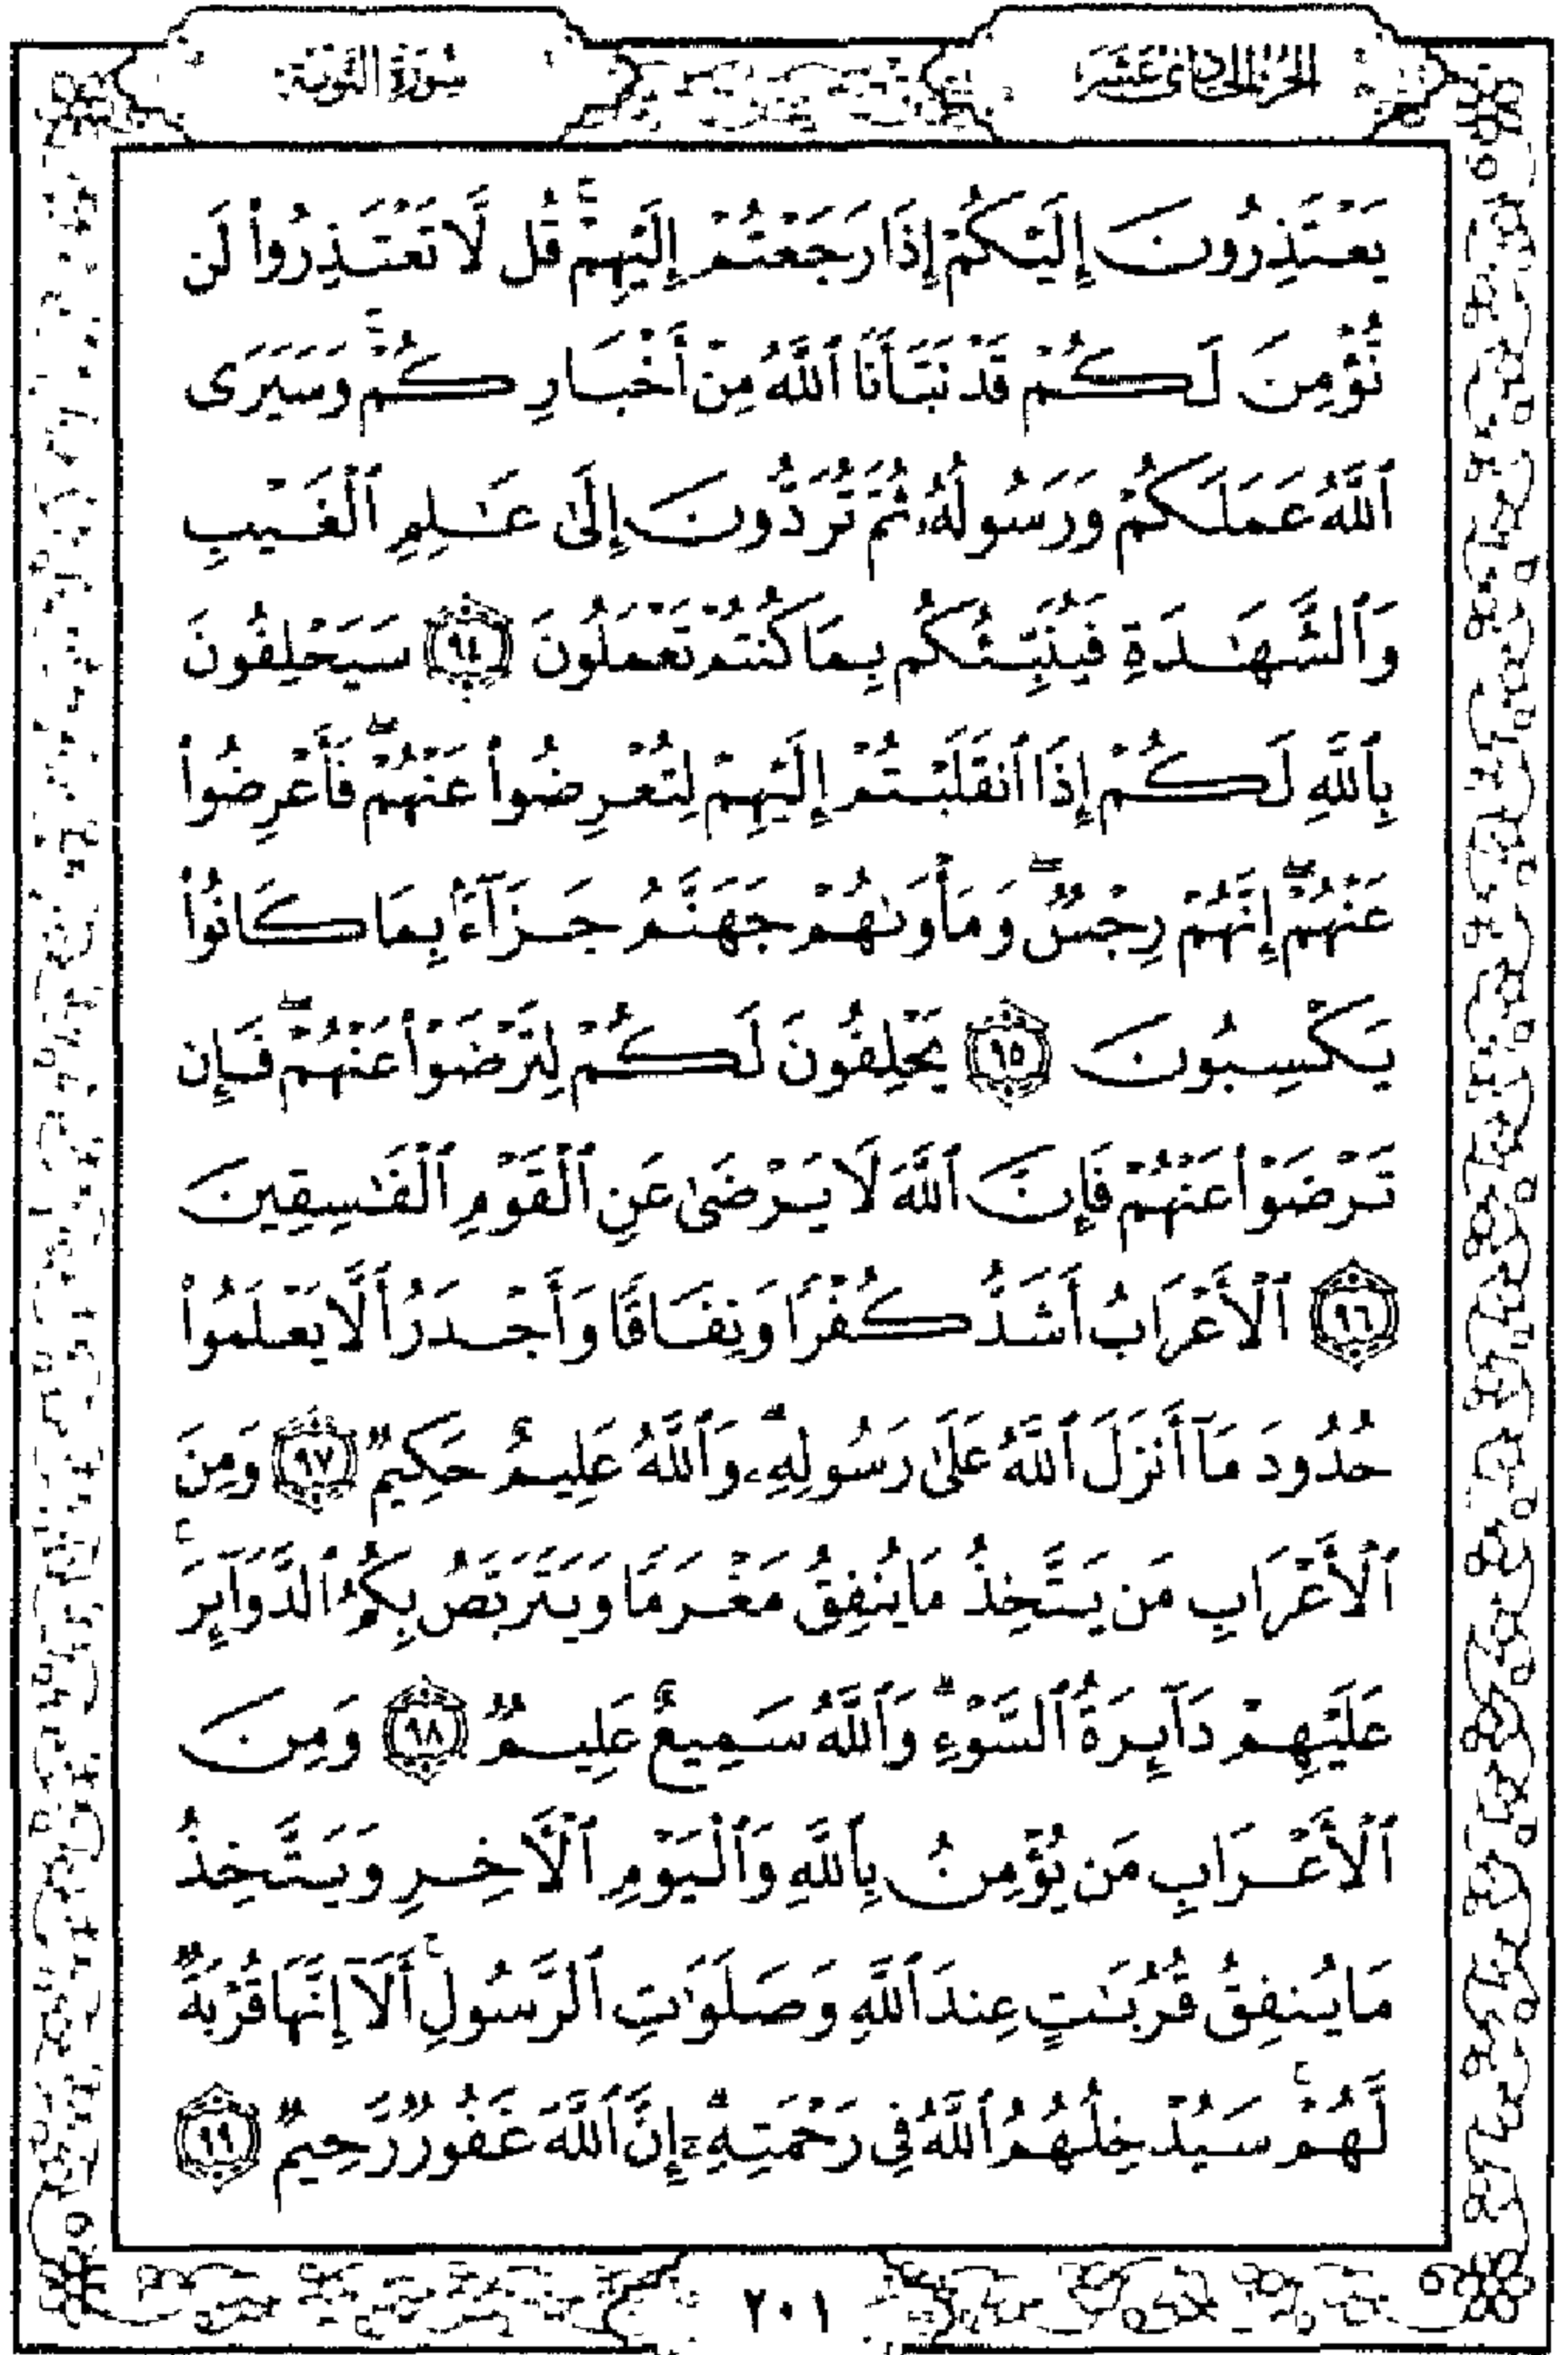 الجزء الحادي عشر
سورة التوبة
يَعْتَذِرُونَ إِلَيْكُمْ إِذَا رَجَعْتُمْ إِلَيْهِمْ ۚ قُل لَّا تَعْتَذِرُوا۟ لَن
نُّؤْمِنَ لَكُمْ قَدْ نَبَّأَنَا ٱللَّهُ مِنْ أَخْبَارِكُمْ ۚ وَسَيَرَى
ٱللَّهُ عَمَلَكُمْ وَرَسُولُهُۥ ثُمَّ تُرَدُّونَ إِلَىٰ عَـٰلِمِ ٱلْغَيْبِ
وَٱلشَّهَـٰدَةِ فَيُنَبِّئُكُم بِمَا كُنتُمْ تَعْمَلُونَ ٩٤ سَيَحْلِفُونَ
بِٱللَّهِ لَكُمْ إِذَا ٱنقَلَبْتُمْ إِلَيْهِمْ لِتُعْرِضُوا۟ عَنْهُمْ ۖ فَأَعْرِضُوا۟
عَنْهُمْ ۖ إِنَّهُمْ رِجْسٌ ۖ وَمَأْوَىٰهُمْ جَهَنَّمُ جَزَآءًۢ بِمَا كَانُوا۟
يَكْسِبُونَ ٩٥ يَحْلِفُونَ لَكُمْ لِتَرْضَوْا۟ عَنْهُمْ ۖ فَإِن
تَرْضَوْا۟ عَنْهُمْ فَإِنَّ ٱللَّهَ لَا يَرْضَىٰ عَنِ ٱلْقَوْمِ ٱلْفَـٰسِقِينَ
٩٦ ٱلْأَعْرَابُ أَشَدُّ كُفْرًا وَنِفَاقًا وَأَجْدَرُ أَلَّا يَعْلَمُوا۟
حُدُودَ مَآ أَنزَلَ ٱللَّهُ عَلَىٰ رَسُولِهِۦ ۗ وَٱللَّهُ عَلِيمٌ حَكِيمٌ ٩٧ وَمِنَ
ٱلْأَعْرَابِ مَن يَتَّخِذُ مَا يُنفِقُ مَغْرَمًا وَيَتَرَبَّصُ بِكُمُ ٱلدَّوَآئِرَ ۚ
عَلَيْهِمْ دَآئِرَةُ ٱلسَّوْءِ ۗ وَٱللَّهُ سَمِيعٌ عَلِيمٌ ٩٨ وَمِنَ
ٱلْأَعْرَابِ مَن يُؤْمِنُ بِٱللَّهِ وَٱلْيَوْمِ ٱلْـَٔاخِرِ وَيَتَّخِذُ
مَا يُنفِقُ قُرُبَـٰتٍ عِندَ ٱللَّهِ وَصَلَوَٰتِ ٱلرَّسُولِ ۚ أَلَآ إِنَّهَا قُرْبَةٌ
لَّهُمْ ۚ سَيُدْخِلُهُمُ ٱللَّهُ فِى رَحْمَتِهِۦٓ ۗ إِنَّ ٱللَّهَ غَفُورٌ رَّحِيمٌ ٩٩
٢٠١